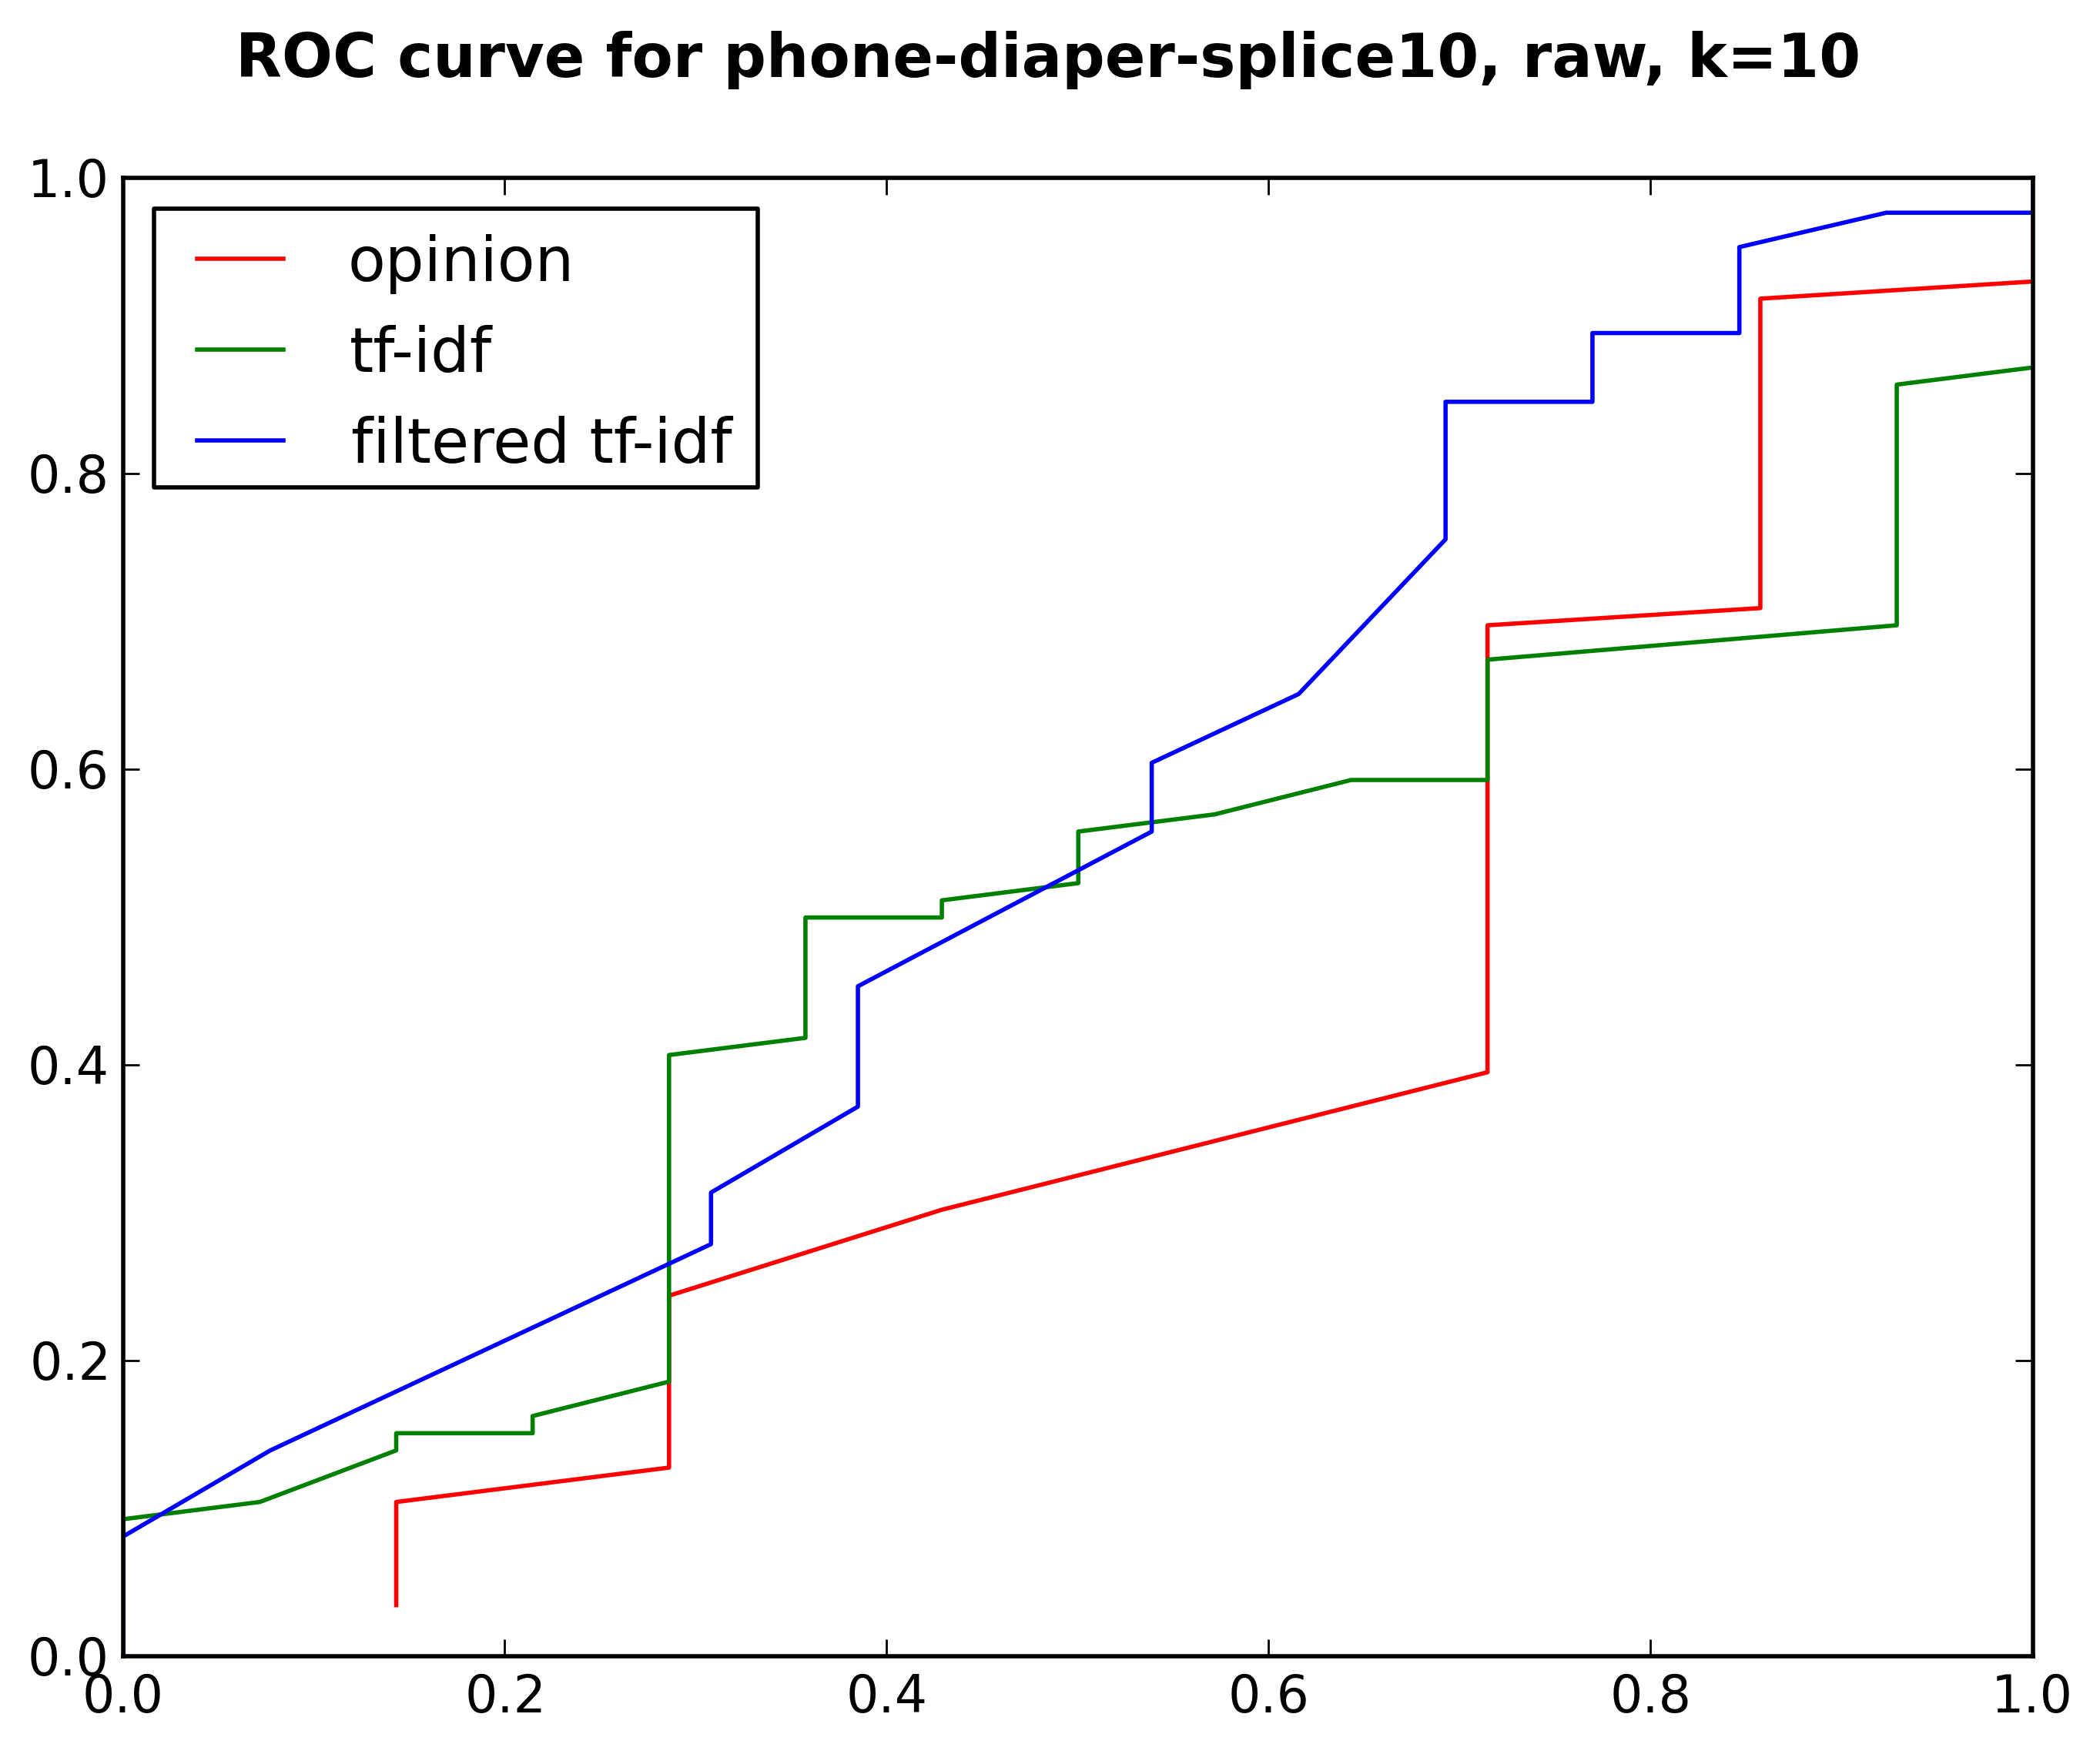 ROC curve for phone-diaper-splice10, raw, k=10
opinion
tf-idf
filtered tf-idf
1.0
0.8
0.6
0.4
0.2
0.0
0.0 0.2 0.4 0.6 0.8 1.0